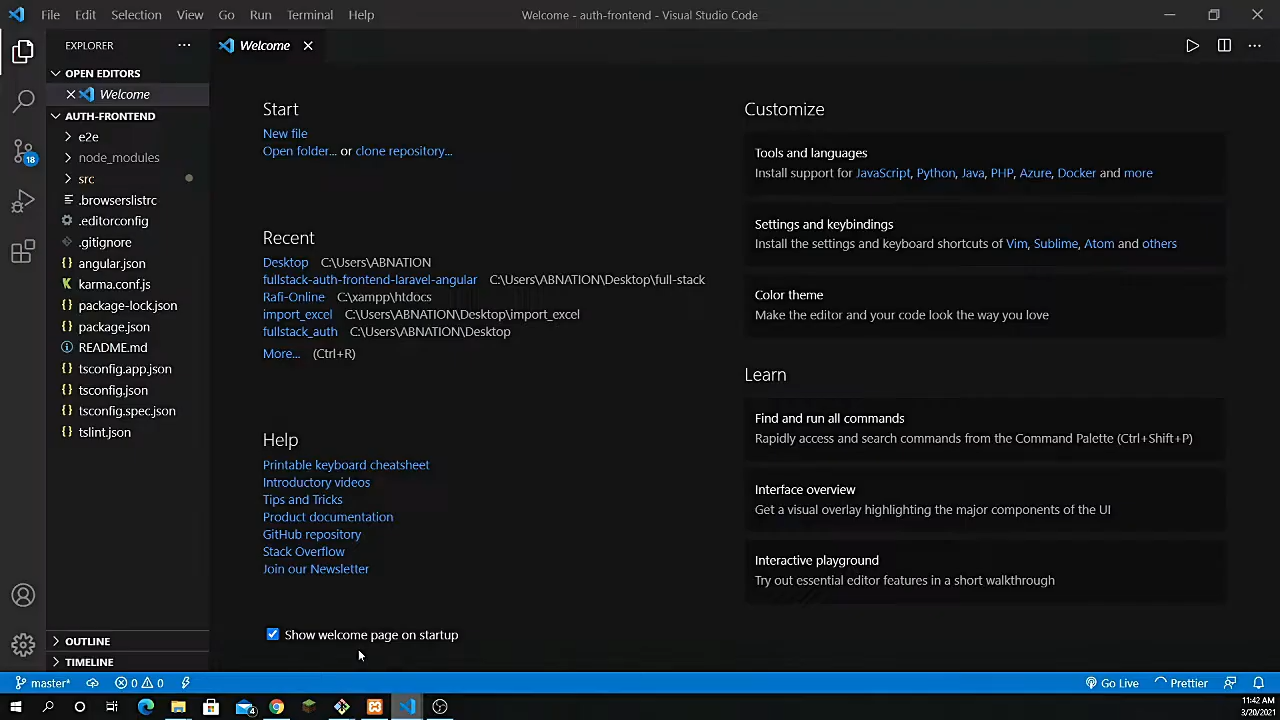 File Edit Selection View Go Run Terminal Help
Welcome - auth-frontend - Visual Studio Code
EXPLORER
OPEN EDITORS
Welcome
AUTH-FRONTEND
e2e
node_modules
src
.browserslistrc
.editorconfig
.gitignore
angular.json
karma.conf.js
package-lock.json
package.json
README.md
tsconfig.app.json
tsconfig.json
tsconfig.spec.json
tslint.json
OUTLINE
TIMELINE
18
Welcome
Start
New file
Open folder... or clone repository...
Recent
Desktop C:\Users\ABNATION
fullstack-auth-frontend-laravel-angular C:\Users\ABNATION\Desktop\full-stack
Rafi-Online C:\xampp\htdocs
import_excel C:\Users\ABNATION\Desktop\import_excel
fullstack_auth C:\Users\ABNATION\Desktop
More... (Ctrl+R)
Help
Printable keyboard cheatsheet
Introductory videos
Tips and Tricks
Product documentation
GitHub repository
Stack Overflow
Join our Newsletter
Show welcome page on startup
Customize
Tools and languages
Install support for JavaScript, Python, Java, PHP, Azure, Docker and more
Settings and keybindings
Install the settings and keyboard shortcuts of Vim, Sublime, Atom and others
Color theme
Make the editor and your code look the way you love
Learn
Find and run all commands
Rapidly access and search commands from the Command Palette (Ctrl+Shift+P)
Interface overview
Get a visual overlay highlighting the major components of the UI
Interactive playground
Try out essential editor features in a short walkthrough
master* 0 0 Go Live Prettier
4
11:42 AM
3/20/2021